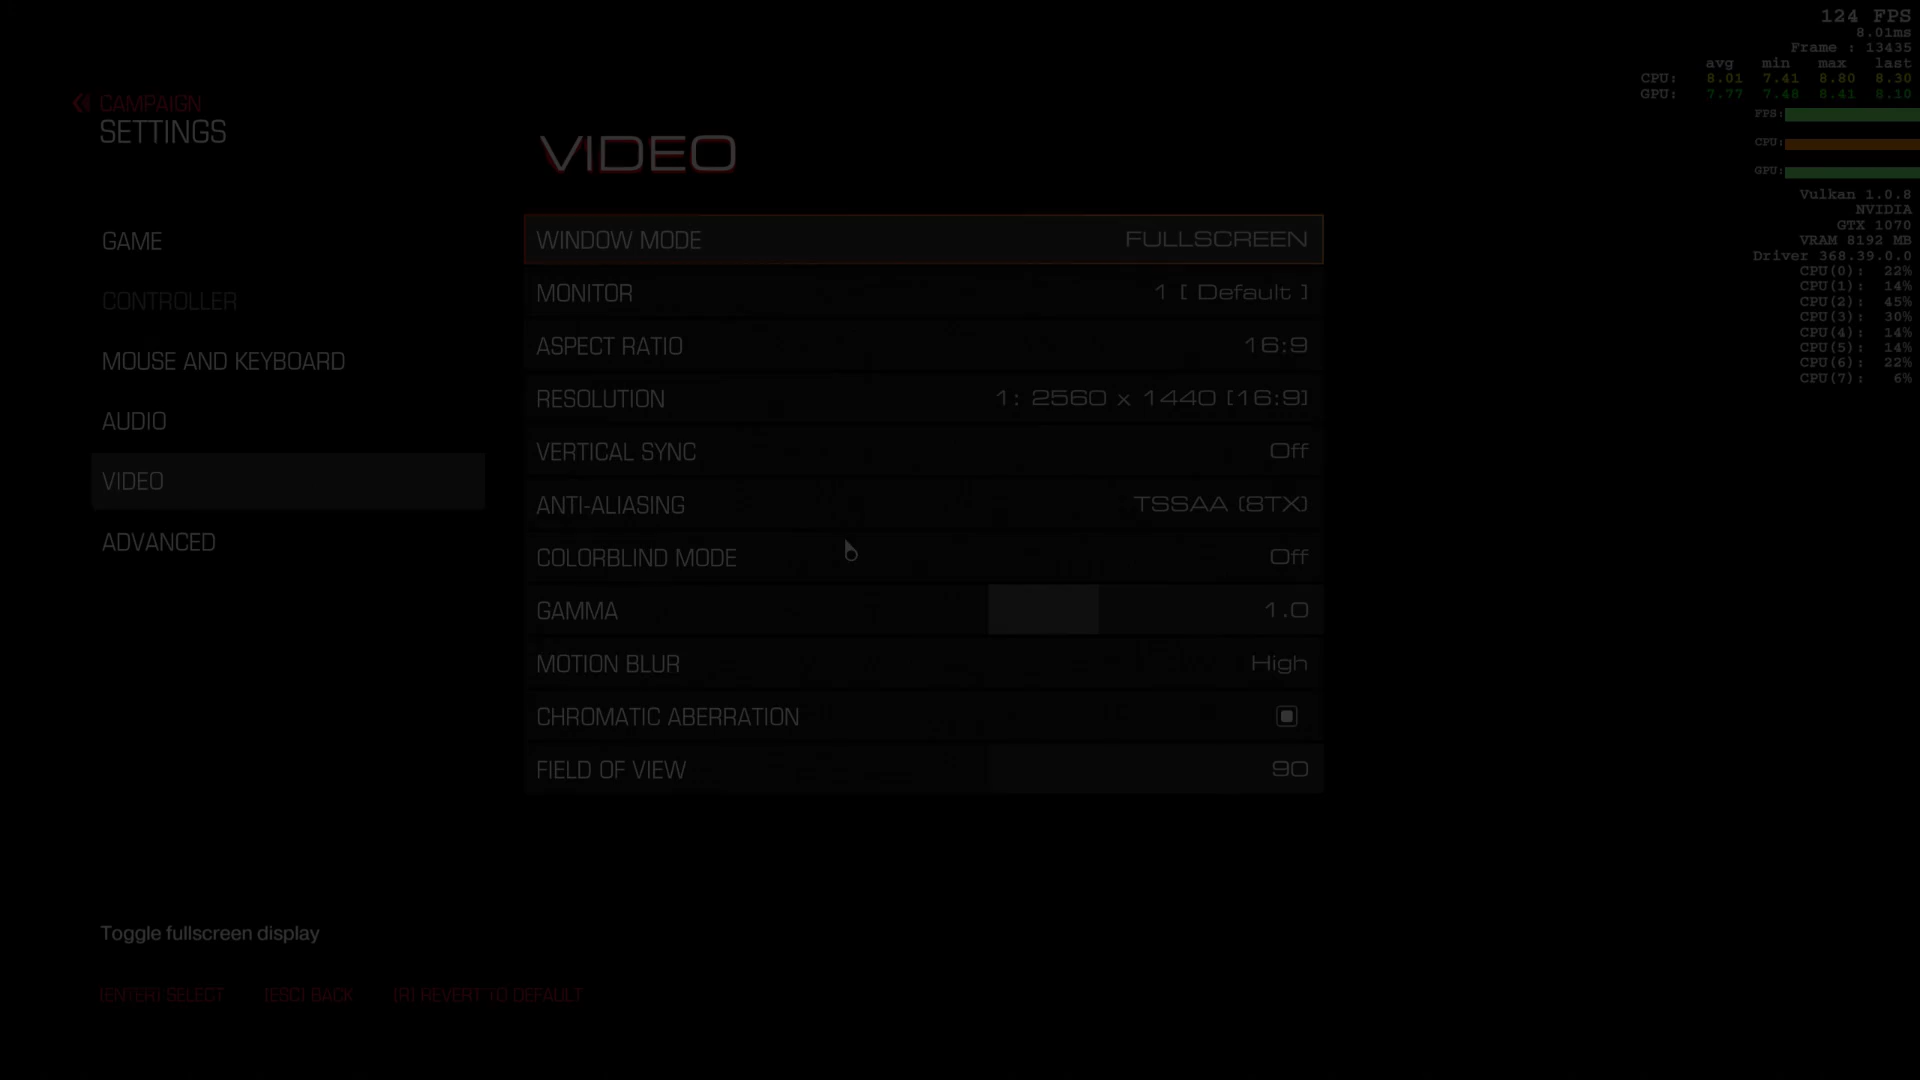 CAMPAIGN
SETTINGS
GAME
CONTROLLER
MOUSE AND KEYBOARD
AUDIO
VIDEO
ADVANCED
VIDEO
WINDOW MODE FULLSCREEN
MONITOR 1 [ Default ]
ASPECT RATIO 16:9
RESOLUTION 1: 2560 x 1440 [16:9]
VERTICAL SYNC Off
ANTI-ALIASING TSSAA (8TX)
COLORBLIND MODE Off
GAMMA 1.0
MOTION BLUR High
CHROMATIC ABERRATION
FIELD OF VIEW 90
Toggle fullscreen display
[ENTER] SELECT [ESC] BACK [R] REVERT TO DEFAULT
124 FPS
8.01ms
Frame : 13435
avg min max last
CPU: 8.01 7.41 8.80 8.30
GPU: 7.77 7.48 8.41 8.10
FPS:
CPU:
GPU:
Vulkan 1.0.8
NVIDIA
GTX 1070
VRAM 8192 MB
Driver 368.39.0.0
CPU(0): 22%
CPU(1): 14%
CPU(2): 45%
CPU(3): 30%
CPU(4): 14%
CPU(5): 14%
CPU(6): 22%
CPU(7): 6%